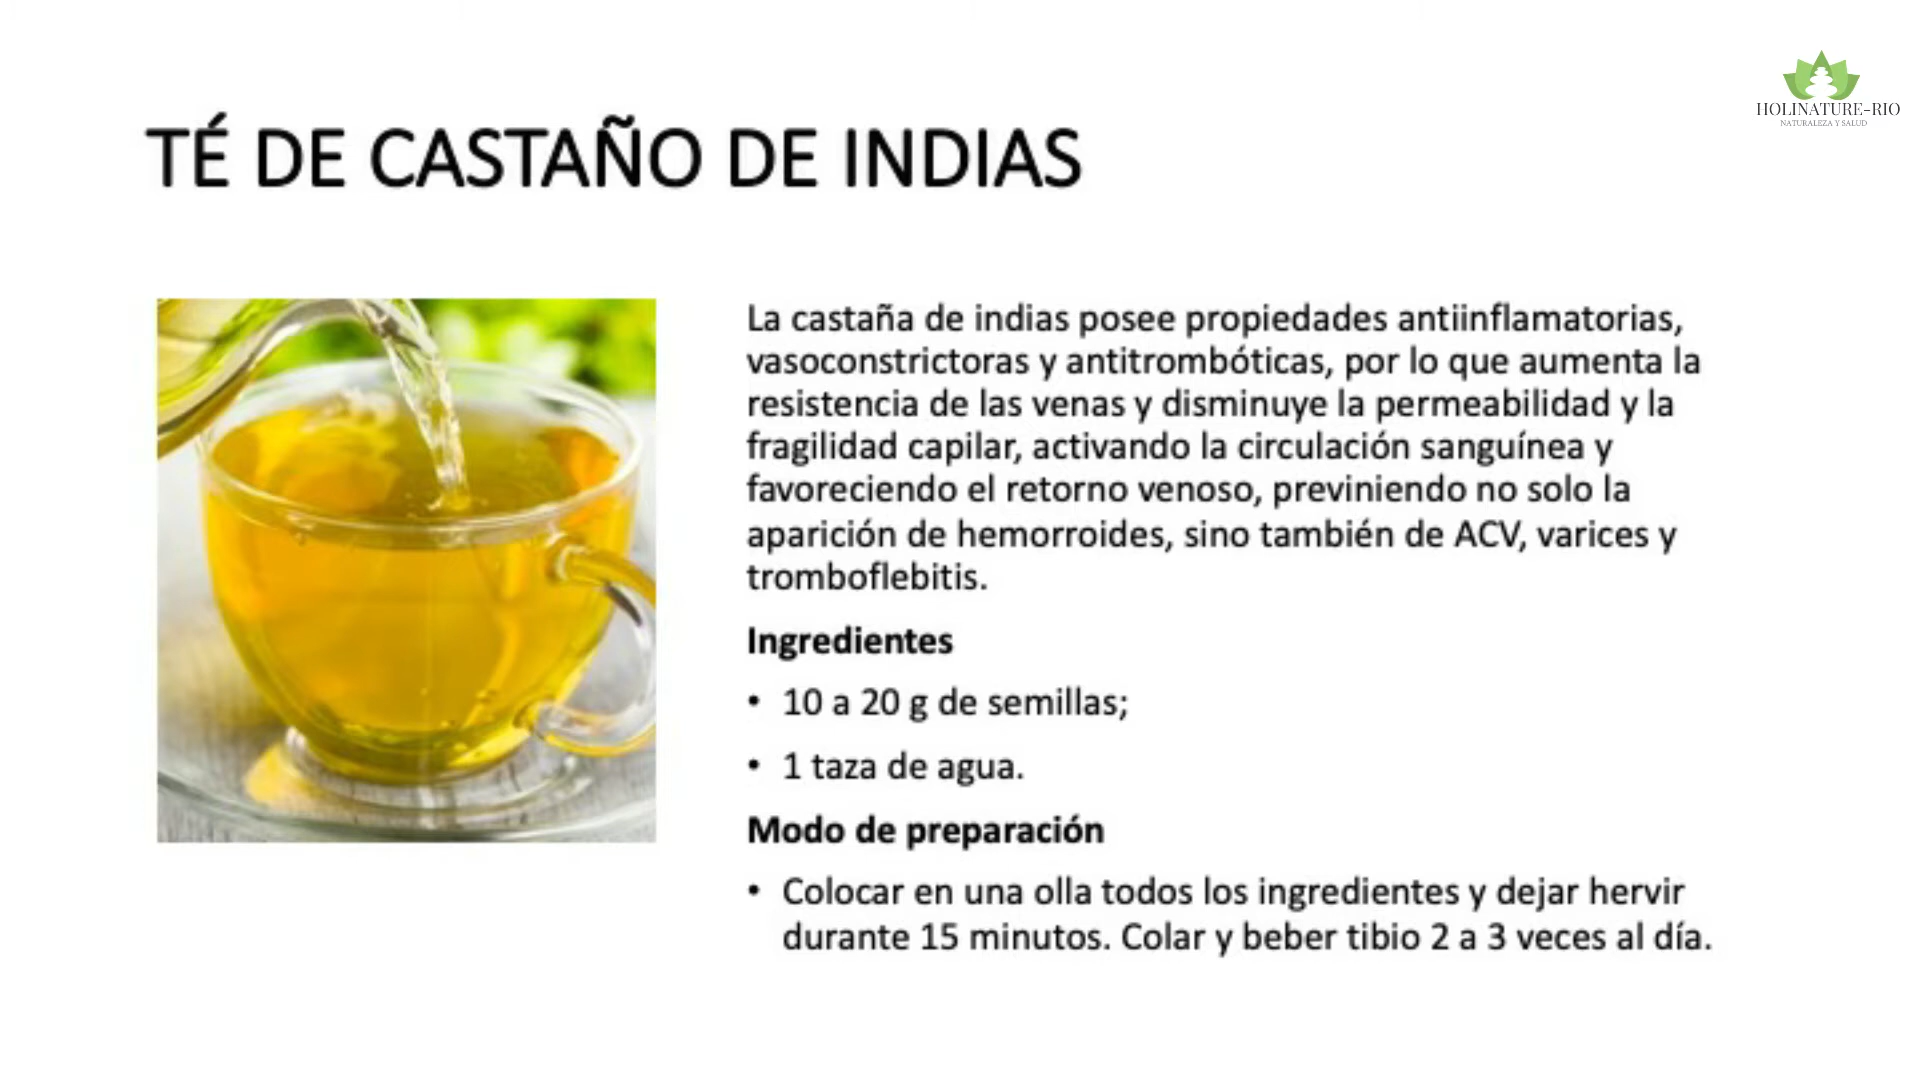 HOLINATURE-RIO
NATURALEZA Y SALUD
TÉ DE CASTAÑO DE INDIAS
La castaña de indias posee propiedades antiinflamatorias,
vasoconstrictoras y antitrombóticas, por lo que aumenta la
resistencia de las venas y disminuye la permeabilidad y la
fragilidad capilar, activando la circulación sanguínea y
favoreciendo el retorno venoso, previniendo no solo la
aparición de hemorroides, sino también de ACV, varices y
tromboflebitis.
Ingredientes
• 10 a 20 g de semillas;
• 1 taza de agua.
Modo de preparación
• Colocar en una olla todos los ingredientes y dejar hervir
durante 15 minutos. Colar y beber tibio 2 a 3 veces al día.